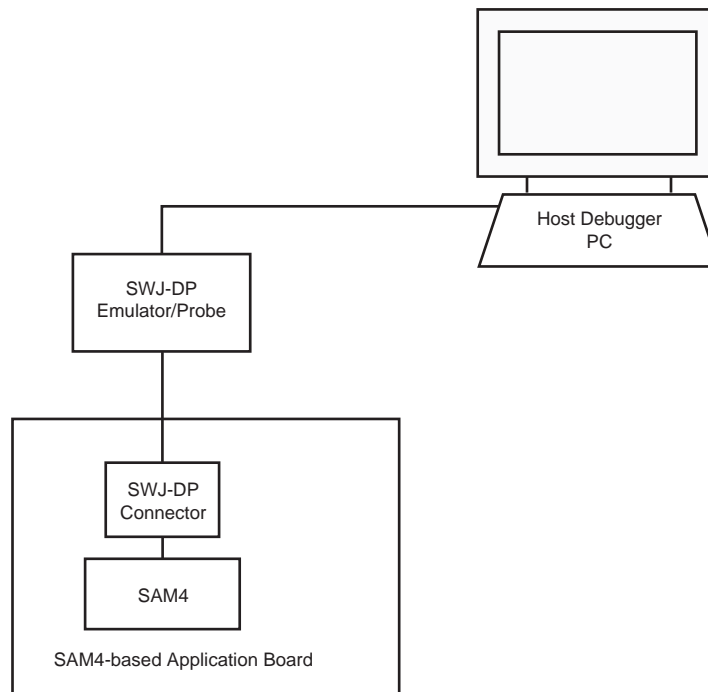 Host Debugger
PC
SWJ-DP
Emulator/Probe
SWJ-DP
Connector
SAM4
SAM4-based Application Board